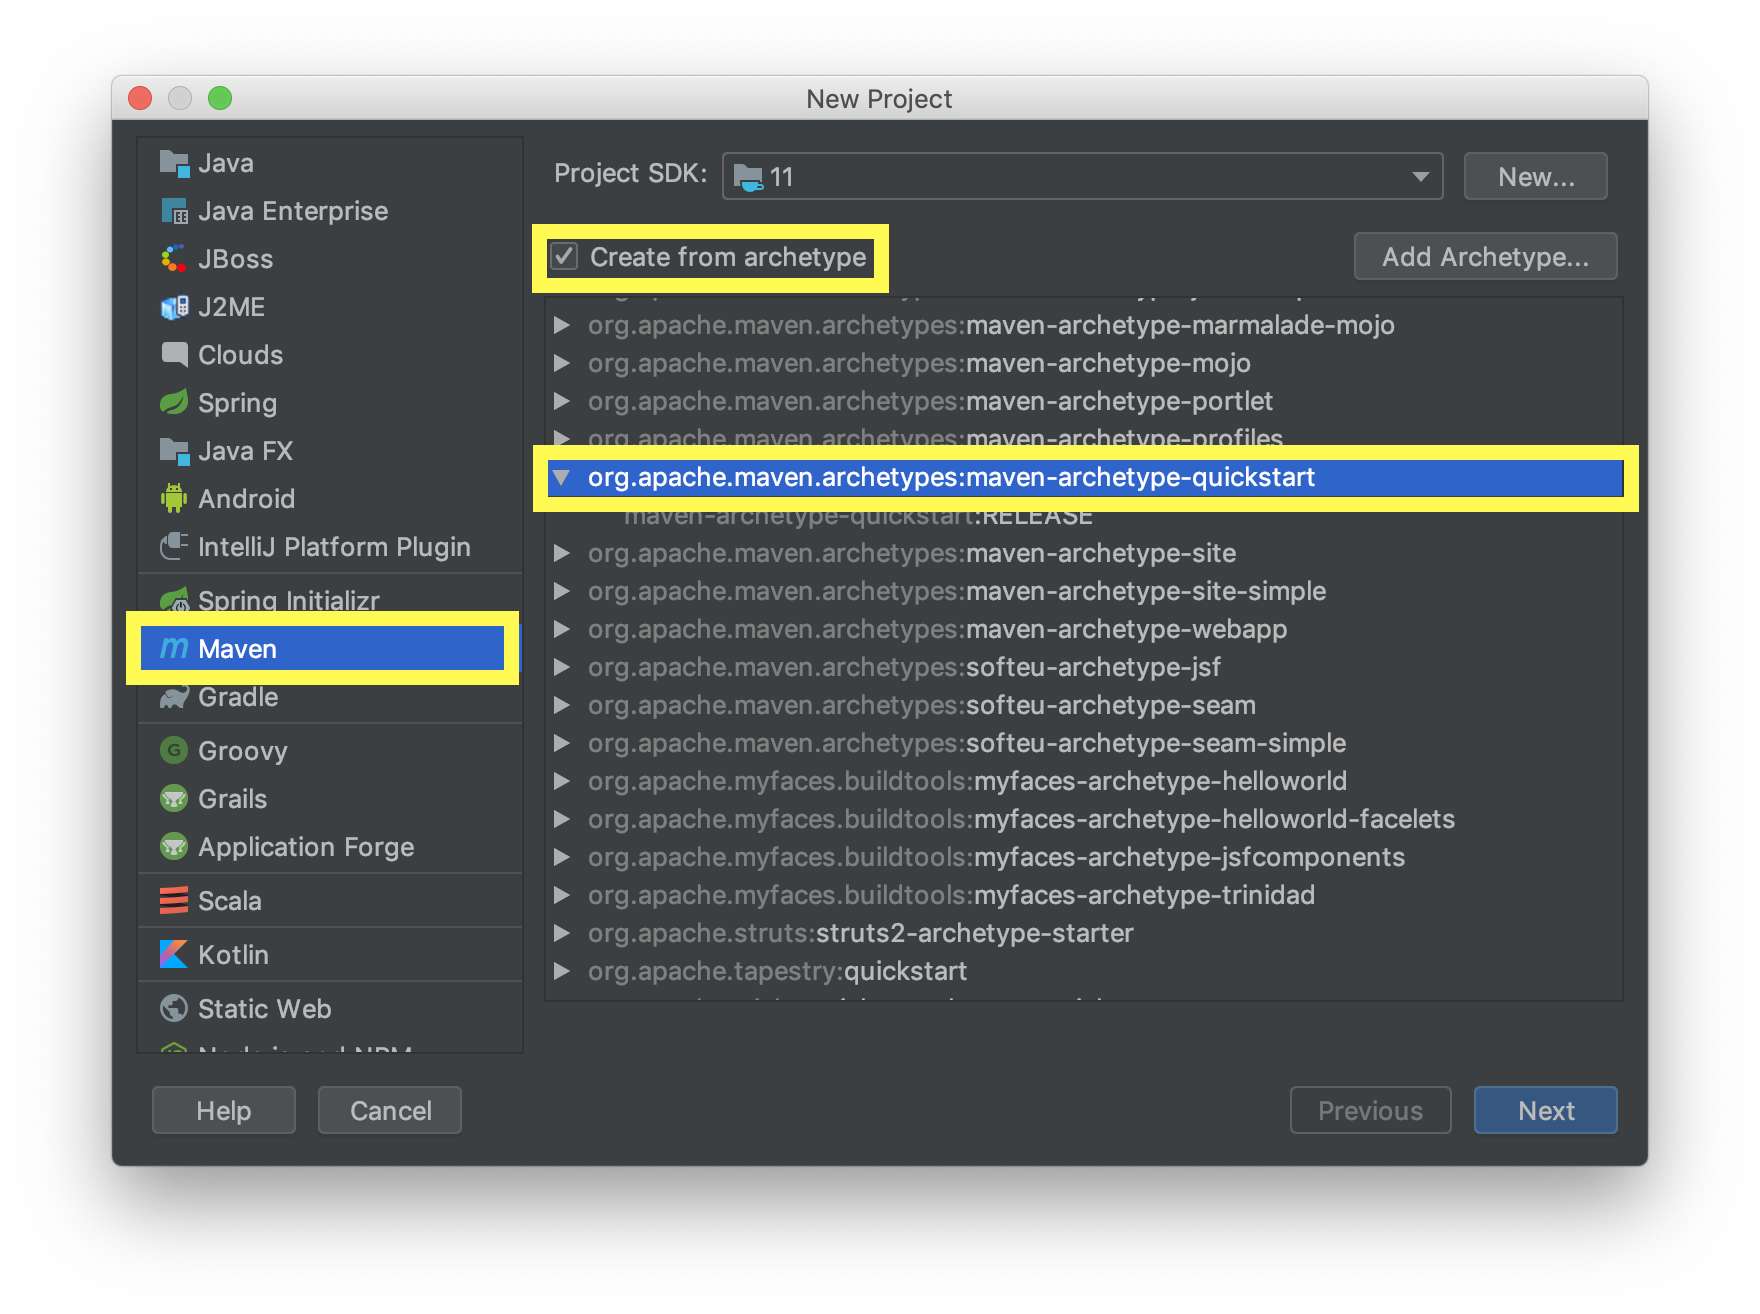 New Project
Java
Java Enterprise
JBoss
J2ME
Clouds
Spring
Java FX
Android
IntelliJ Platform Plugin
Spring Initializr
Maven
Gradle
Groovy
Grails
Application Forge
Scala
Kotlin
Static Web
Node.js and NPM
Project SDK: 11
New...
Create from archetype
Add Archetype...
org.apache.maven.archetypes:maven-archetype-marmalade-mojo
org.apache.maven.archetypes:maven-archetype-mojo
org.apache.maven.archetypes:maven-archetype-portlet
org.apache.maven.archetypes:maven-archetype-profiles
org.apache.maven.archetypes:maven-archetype-quickstart
maven-archetype-quickstart:RELEASE
org.apache.maven.archetypes:maven-archetype-site
org.apache.maven.archetypes:maven-archetype-site-simple
org.apache.maven.archetypes:maven-archetype-webapp
org.apache.maven.archetypes:softeu-archetype-jsf
org.apache.maven.archetypes:softeu-archetype-seam
org.apache.maven.archetypes:softeu-archetype-seam-simple
org.apache.myfaces.buildtools:myfaces-archetype-helloworld
org.apache.myfaces.buildtools:myfaces-archetype-helloworld-facelets
org.apache.myfaces.buildtools:myfaces-archetype-jsfcomponents
org.apache.myfaces.buildtools:myfaces-archetype-trinidad
org.apache.struts:struts2-archetype-starter
org.apache.tapestry:quickstart
Help
Cancel
Previous
Next